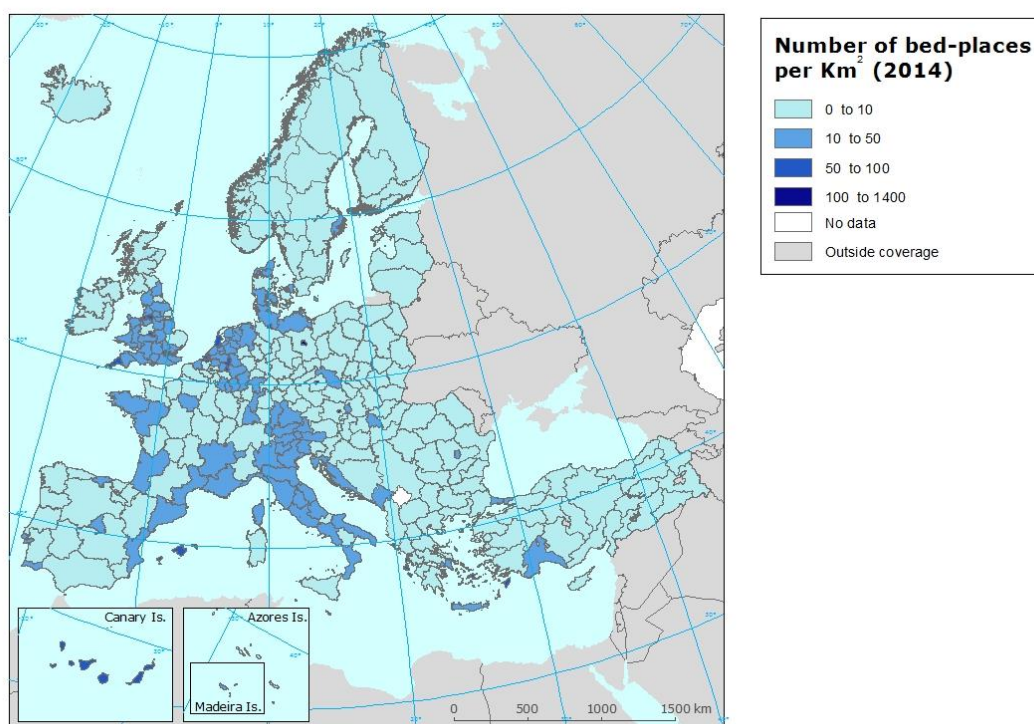 Number of bed-places
per Km² (2014)
0 to 10
10 to 50
50 to 100
100 to 1400
No data
Outside coverage
Canary Is.
Azores Is.
Madeira Is.
0 500 1000 1500 km